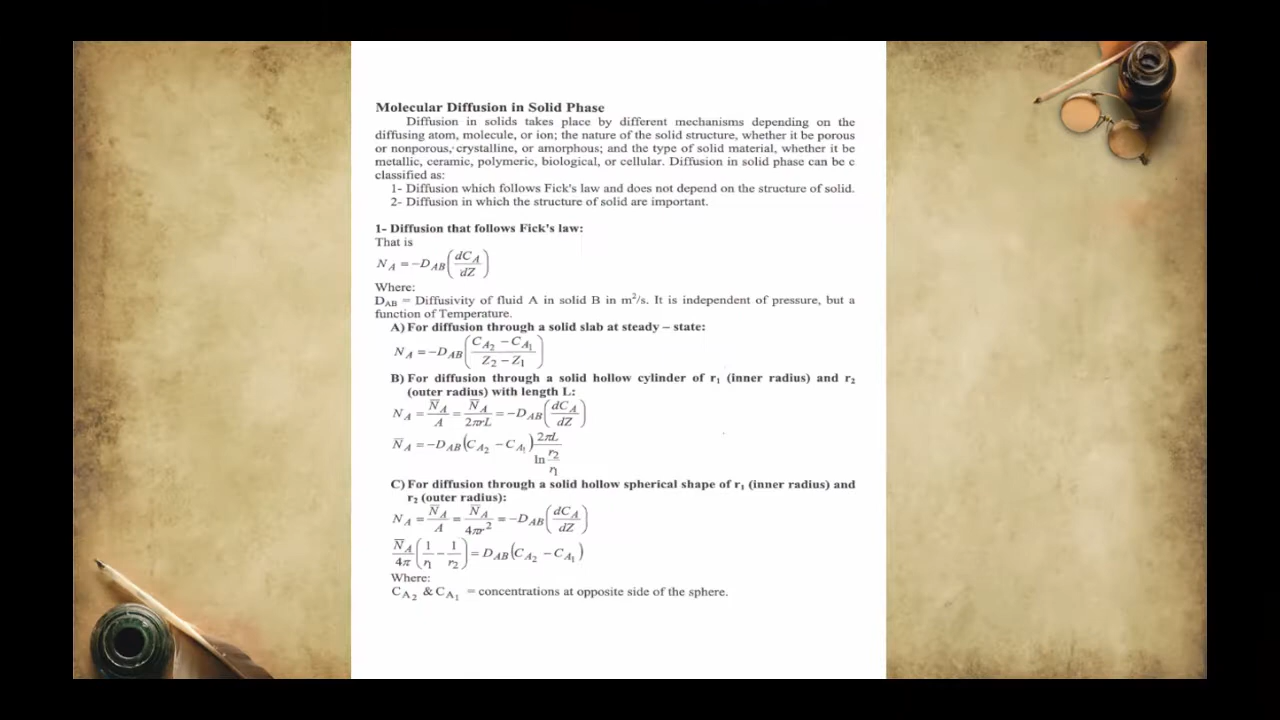 Molecular Diffusion in Solid Phase
Diffusion in solids takes place by different mechanisms depending on the
diffusing atom, molecule, or ion; the nature of the solid structure, whether it be porous
or nonporous, crystalline, or amorphous; and the type of solid material, whether it be
metallic, ceramic, polymeric, biological, or cellular. Diffusion in solid phase can be c
classified as:
1- Diffusion which follows Fick's law and does not depend on the structure of solid.
2- Diffusion in which the structure of solid are important.
1- Diffusion that follows Fick's law:
That is
N_A = -D_AB (dC_A/dZ)
Where:
D_AB = Diffusivity of fluid A in solid B in m²/s. It is independent of pressure, but a
function of Temperature.
A) For diffusion through a solid slab at steady – state:
N_A = -D_AB ((C_A2 - C_A1)/(Z_2 - Z_1))
B) For diffusion through a solid hollow cylinder of r₁ (inner radius) and r₂
(outer radius) with length L:
N_A = N̅_A/A = N̅_A/2πrL = -D_AB (dC_A/dZ)
N̅_A = -D_AB (C_A2 - C_A1) 2πL/(ln r₂/r₁)
C) For diffusion through a solid hollow spherical shape of r₁ (inner radius) and
r₂ (outer radius):
N_A = N̅_A/A = N̅_A/4πr² = -D_AB (dC_A/dZ)
N̅_A/4π (1/r₁ - 1/r₂) = D_AB (C_A2 - C_A1)
Where:
C_A2 & C_A1 = concentrations at opposite side of the sphere.